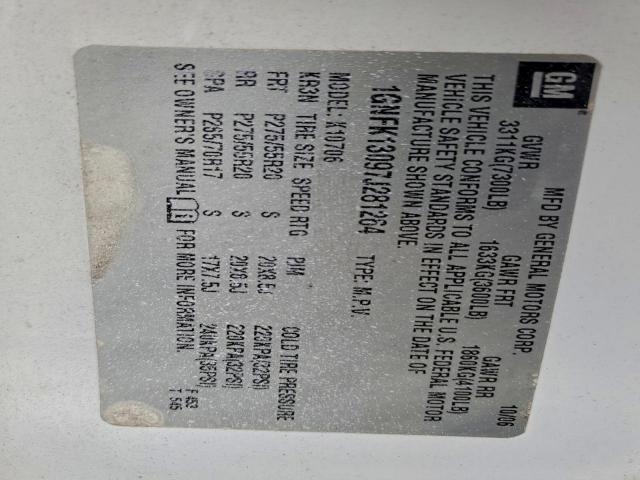 GM
MFD BY GENERAL MOTORS CORP. 10/06
GVWR GAWR FRT GAWR RR
3311KG(7300LB) 1633KG(3600LB) 1860KG(4100LB)
THIS VEHICLE CONFORMS TO ALL APPLICABLE U.S. FEDERAL MOTOR
VEHICLE SAFETY STANDARDS IN EFFECT ON THE DATE OF
MANUFACTURE SHOWN ABOVE.
1GNFK13097J281284 TYPE: M.P.V.
MODEL: K10706
KR3N TIRE SIZE SPEED RTG RIM COLD TIRE PRESSURE
FRT P275/55R20 S 20X8.5J 220KPA(32PSI)
RR P275/55R20 S 20X8.5J 220KPA(32PSI)
SPA P265/70R17 S 17X7.5J 240KPA(35PSI)
SEE OWNER'S MANUAL FOR MORE INFORMATION.
F 453
T 545